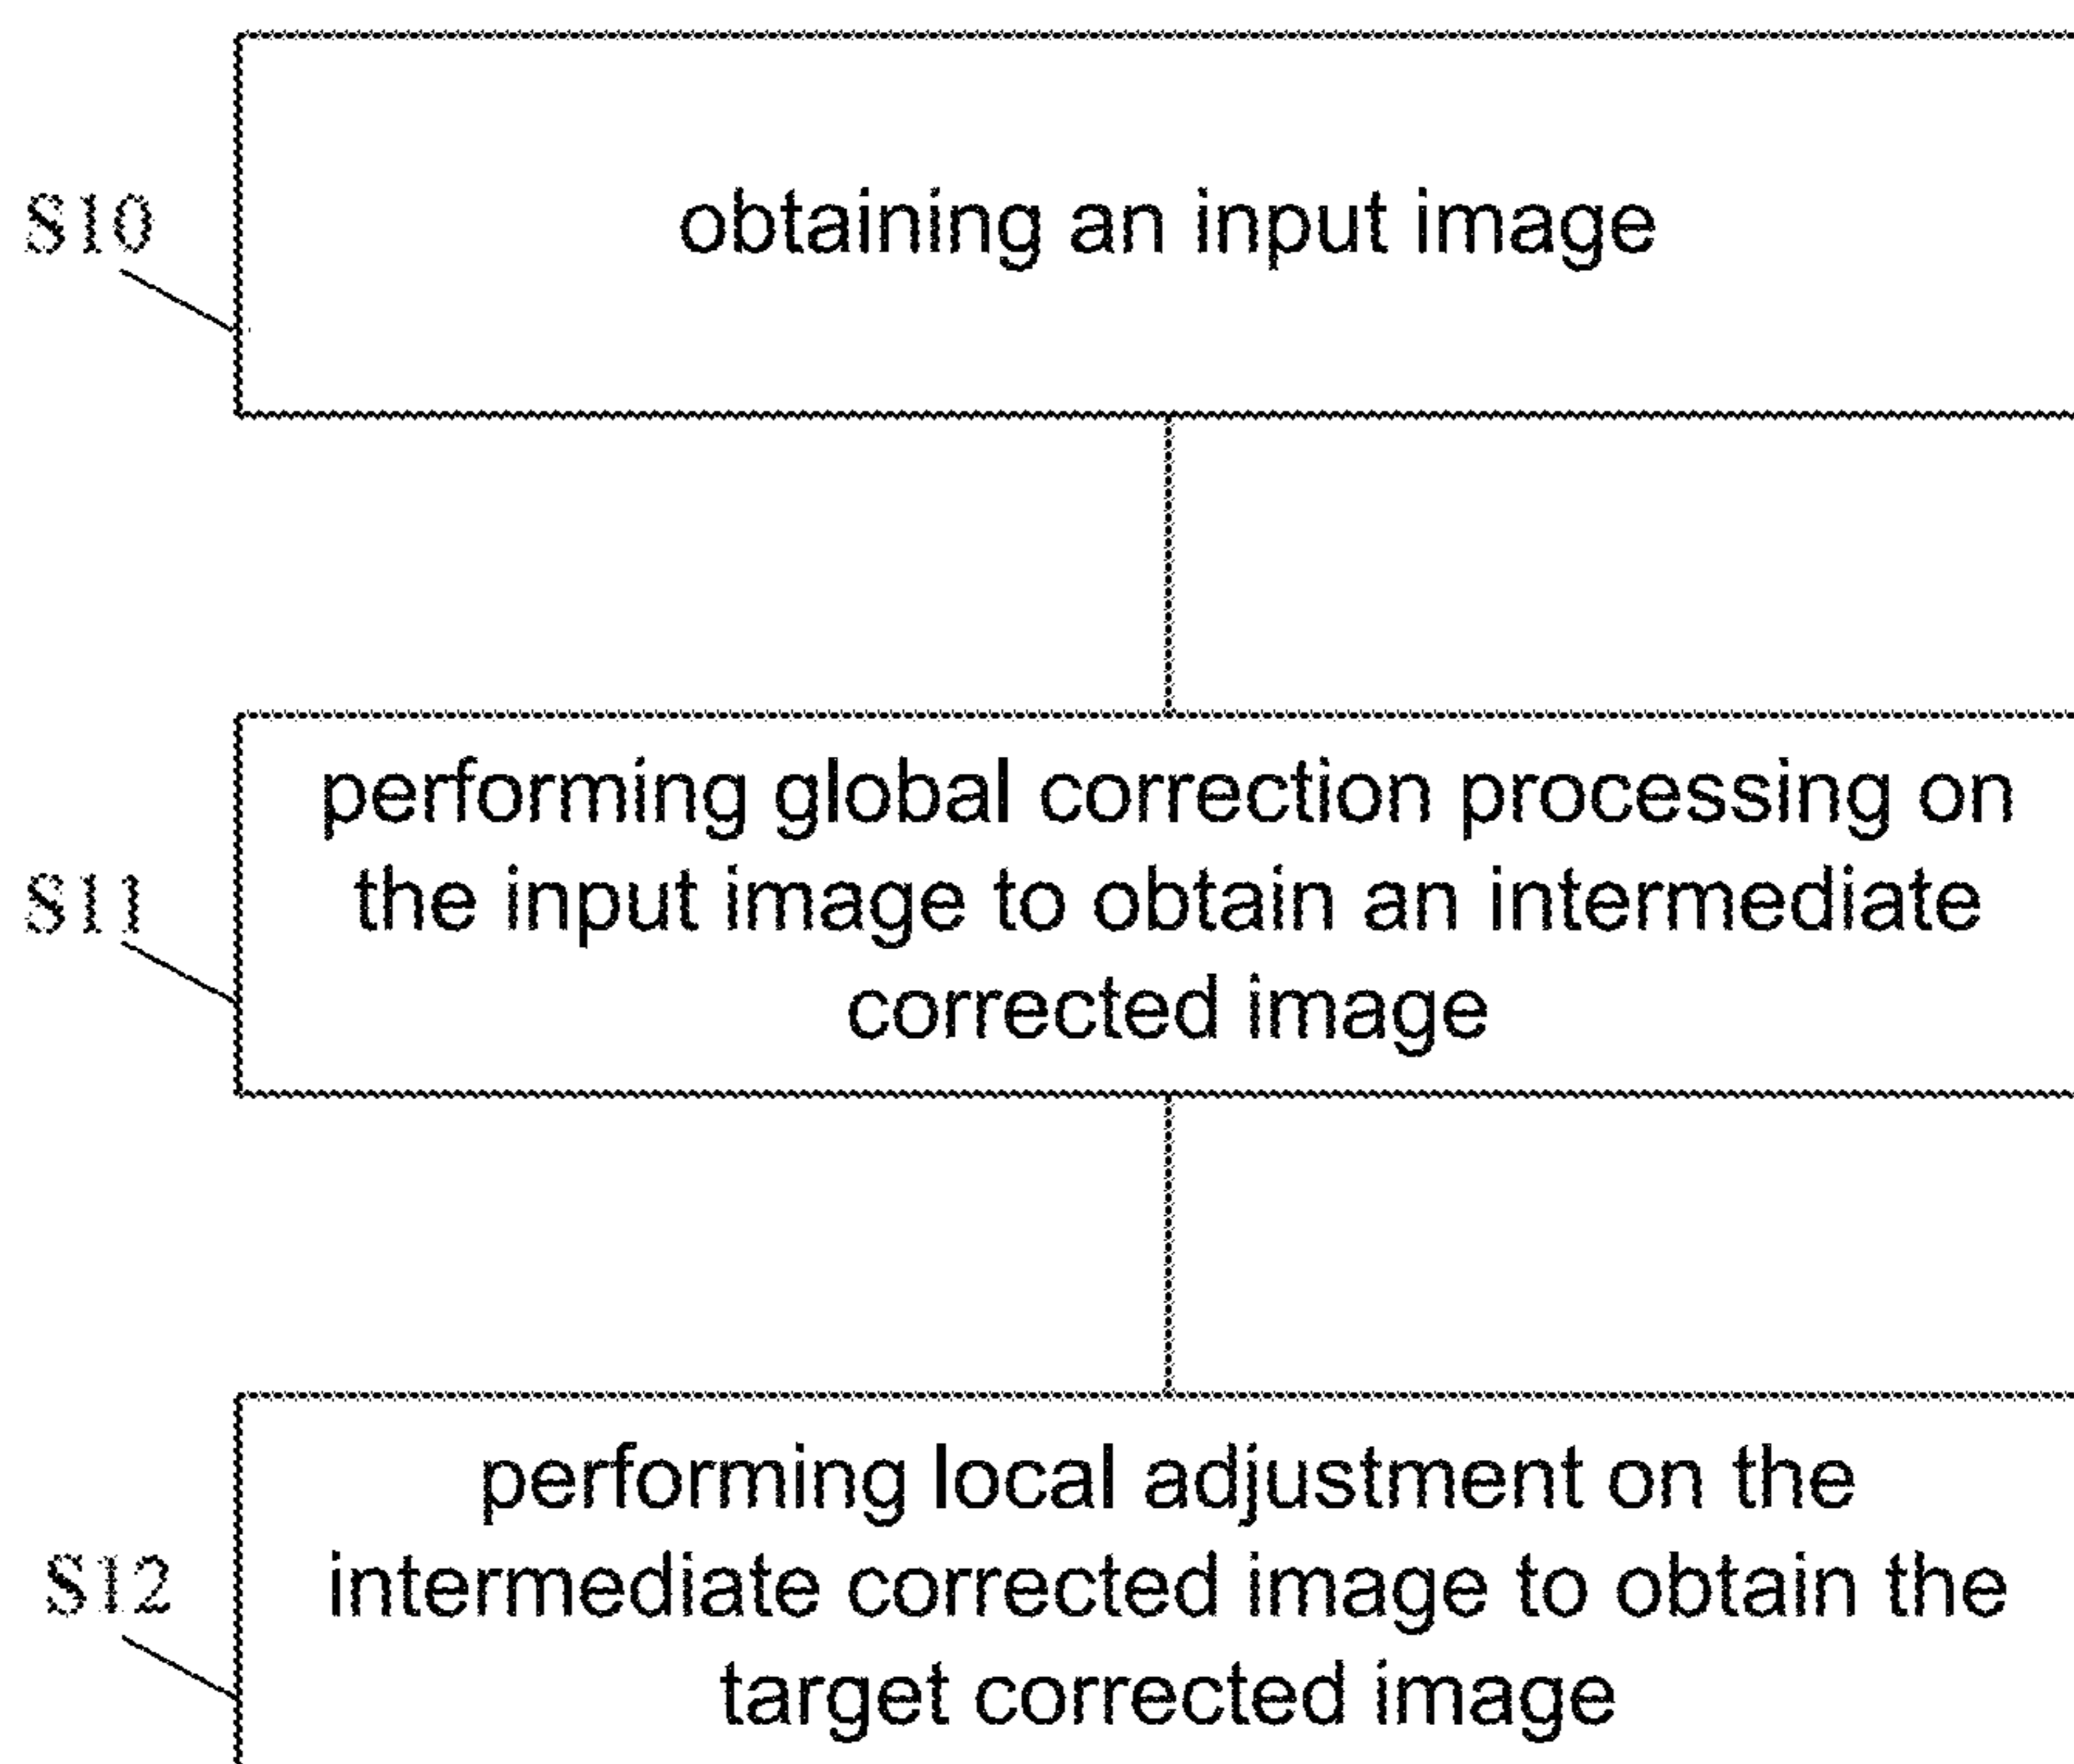 S10
obtaining an input image
performing global correction processing on
S11
the input image to obtain an intermediate
corrected image
performing local adjustment on the
S12
intermediate corrected image to obtain the
target corrected image